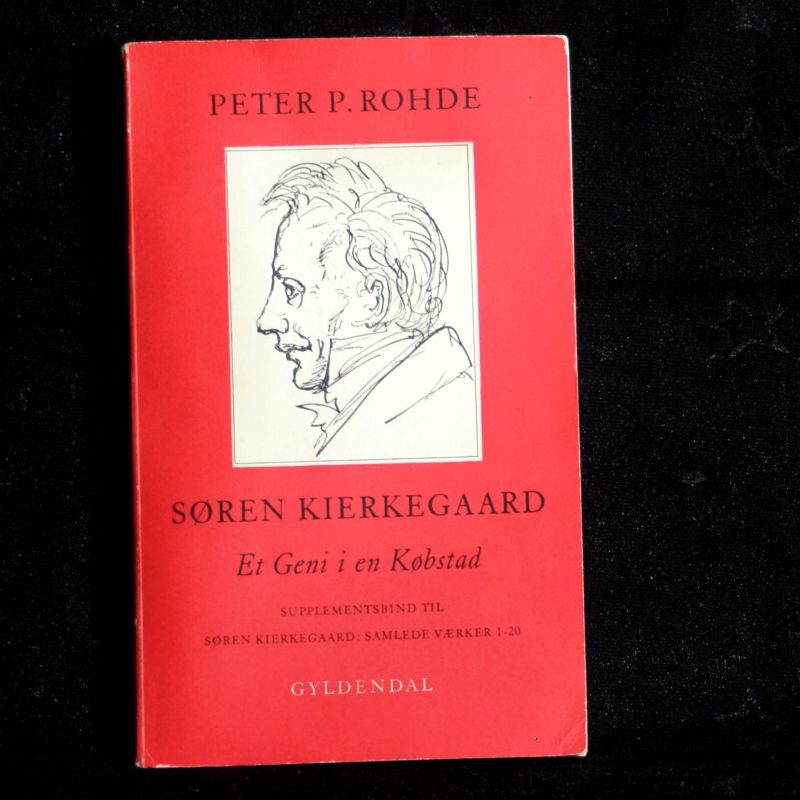 PETER P. ROHDE
SØREN KIERKEGAARD
Et Geni i en Købstad
SUPPLEMENTSBIND TIL
SØREN KIERKEGAARD: SAMLEDE VÆRKER 1-20
GYLDENDAL